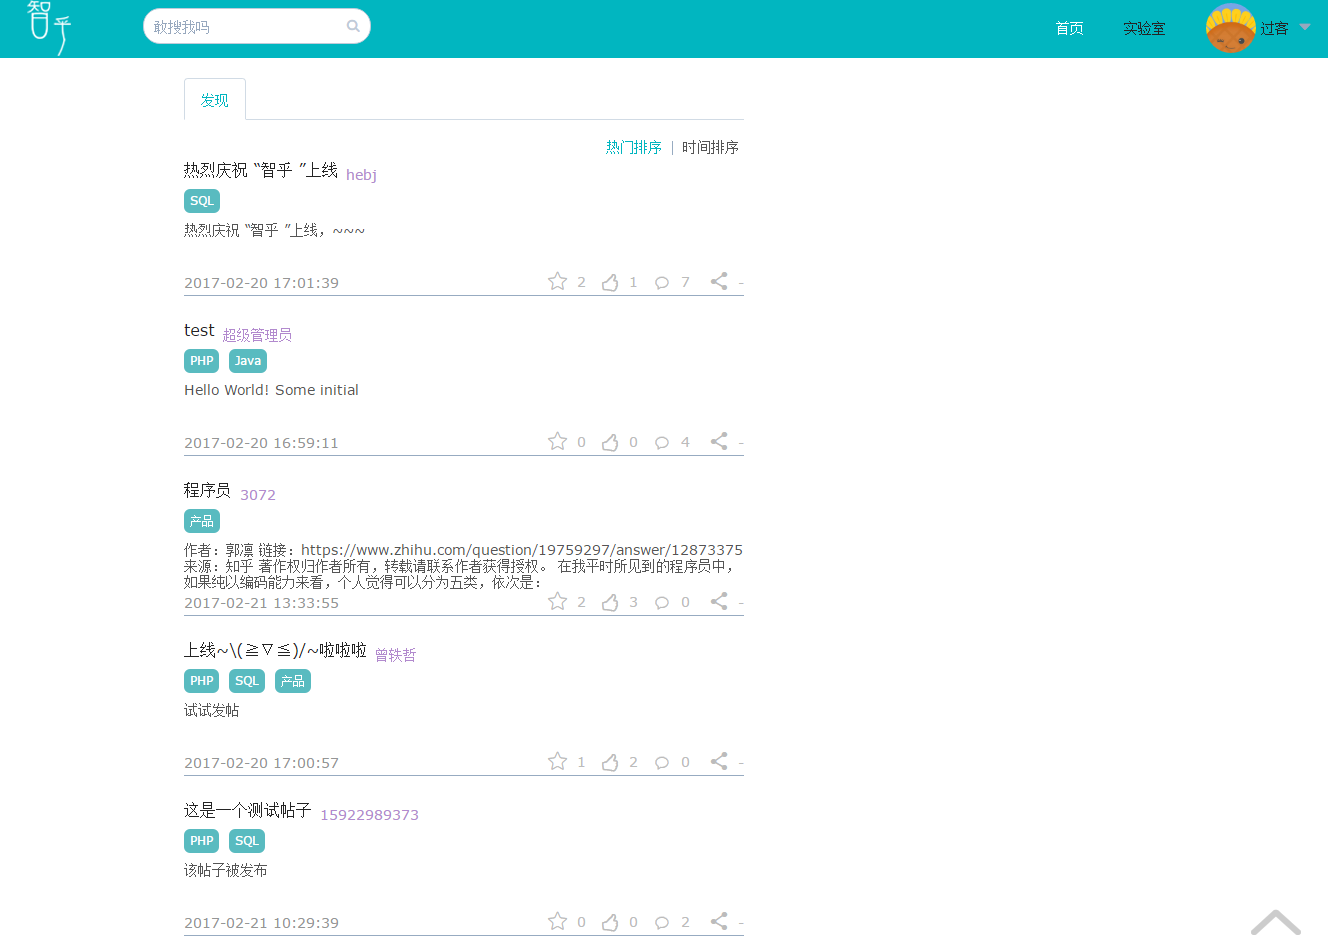 智乎
敢搜我吗
首页 实验室 过客
发现
热门排序 | 时间排序
热烈庆祝 “智乎 ”上线 hebj
SQL
热烈庆祝 “智乎 ”上线，~~~
2017-02-20 17:01:39 2 1 7 -
test 超级管理员
PHP Java
Hello World! Some initial
2017-02-20 16:59:11 0 0 4 -
程序员 3072
产品
作者：郭凛 链接：https://www.zhihu.com/question/19759297/answer/12873375
来源：知乎 著作权归作者所有，转载请联系作者获得授权。 在我平时所见到的程序员中，
如果纯以编码能力来看，个人觉得可以分为五类，依次是：
2017-02-21 13:33:55 2 3 0 -
上线~\(≧▽≦)/~啦啦啦 曾轶哲
PHP SQL 产品
试试发帖
2017-02-20 17:00:57 1 2 0 -
这是一个测试帖子 15922989373
PHP SQL
该帖子被发布
2017-02-21 10:29:39 0 0 2 -